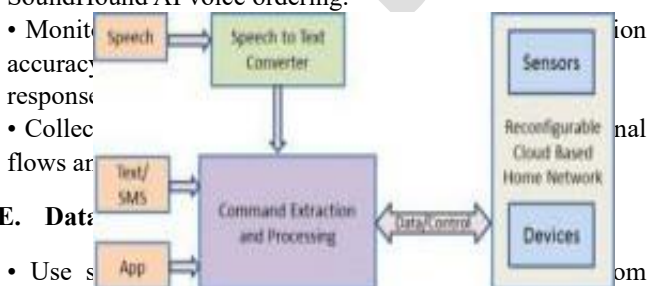 SoundHound AI voice ordering.
• Monit
ion
accuracy
response
• Collec
nal
flows an
E. Data
• Use s
om
Speech
Speech to Text
Converter
Text/
SMS
App
Command Extraction
and Processing
Data/Control
Sensors
Reconfigurable
Cloud Based
Home Network
Devices